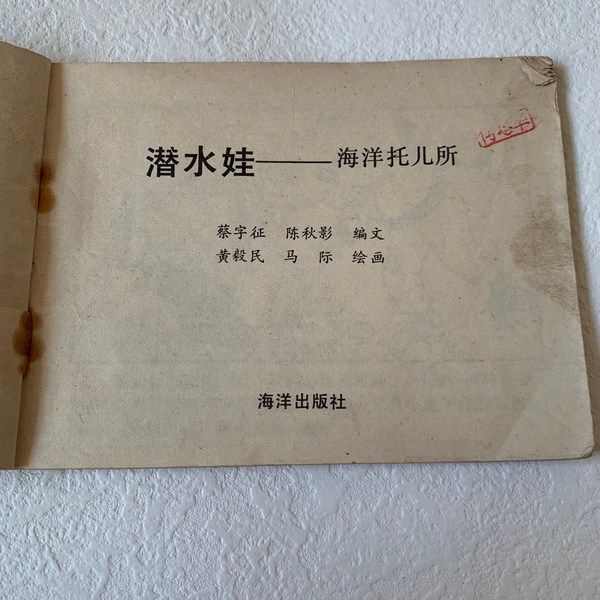 潜水娃——海洋托儿所
蔡字征 陈秋影 编文
黄毅民 马际 绘画
海洋出版社